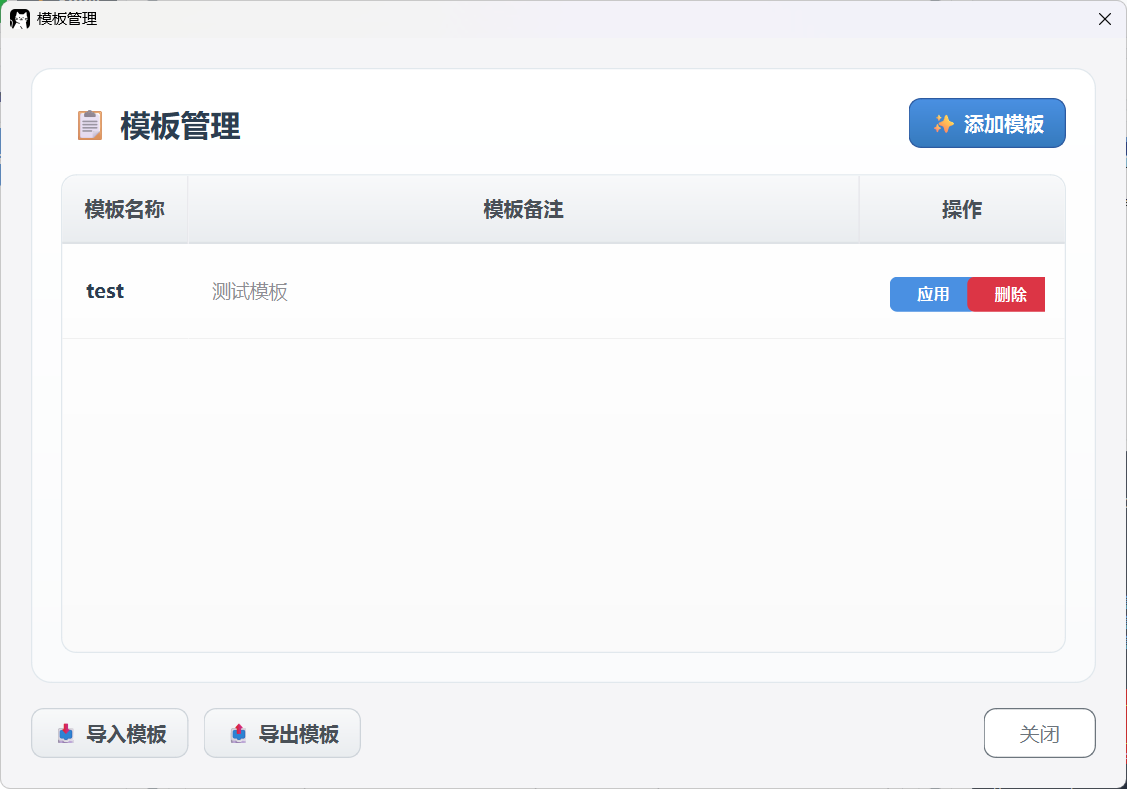 模板管理
模板管理
添加模板
模板名称 模板备注 操作
test 测试模板 应用 删除
导入模板 导出模板 关闭